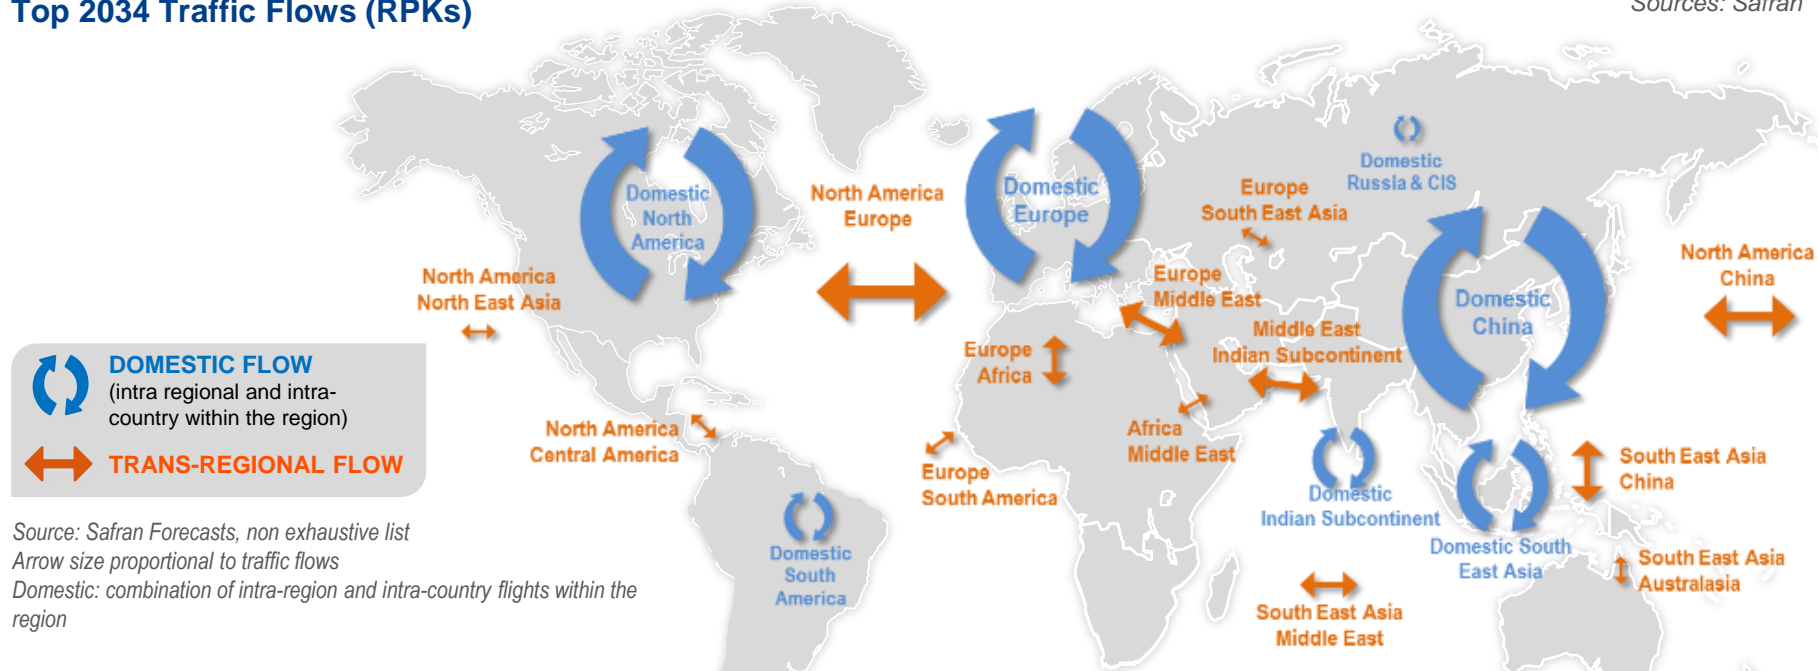 Top 2034 Traffic Flows (RPKs)
Sources: Safran
Domestic
North
America
North America
Europe
Domestic
Europe
Domestic
Russia & CIS
Europe
South East Asia
North America
China
North America
North East Asia
Europe
Middle East
Domestic
China
Middle East
Indian Subcontinent
Europe
Africa
DOMESTIC FLOW
(intra regional and intra-
country within the region)
TRANS-REGIONAL FLOW
North America
Central America
Africa
Middle East
Europe
South America
South East Asia
China
Domestic
Indian Subcontinent
Domestic South
East Asia
Domestic
South
America
South East Asia
Australasia
South East Asia
Middle East
Source: Safran Forecasts, non exhaustive list
Arrow size proportional to traffic flows
Domestic: combination of intra-region and intra-country flights within the
region